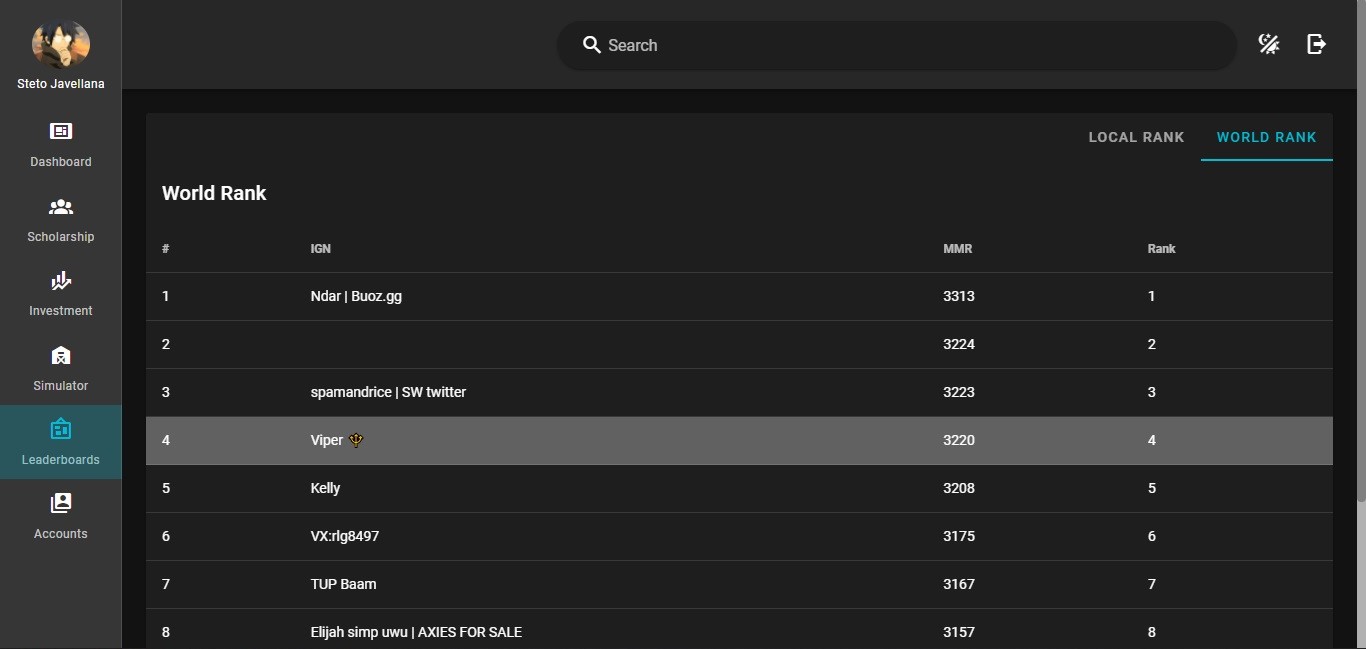 Search
Steto Javellana
Dashboard
Scholarship
Investment
Simulator
Leaderboards
Accounts
LOCAL RANK WORLD RANK
World Rank
# IGN MMR Rank
1 Ndar | Buoz.gg 3313 1
2 3224 2
3 spamandrice | SW twitter 3223 3
4 Viper 🔱 3220 4
5 Kelly 3208 5
6 VX:rlg8497 3175 6
7 TUP Baam 3167 7
8 Elijah simp uwu | AXIES FOR SALE 3157 8